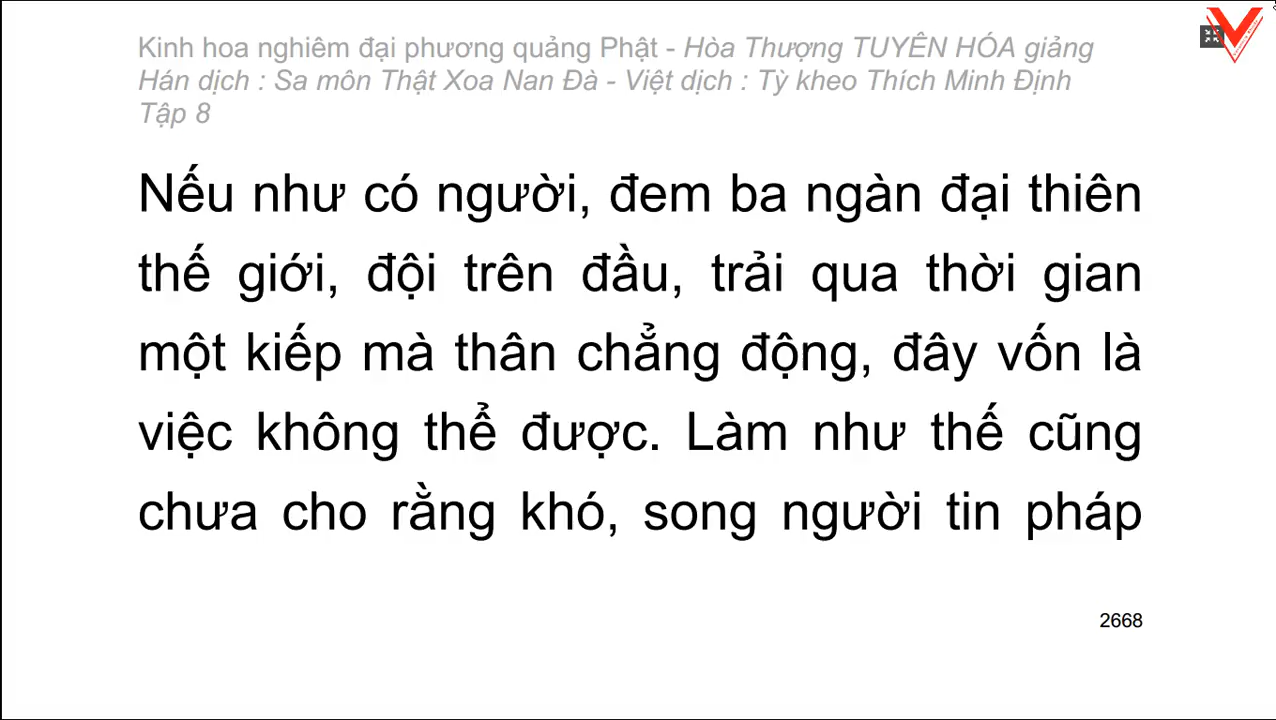 Kinh hoa nghiêm đại phương quảng Phật - Hòa Thượng TUYÊN HÓA giảng
Hán dịch : Sa môn Thật Xoa Nan Đà - Việt dịch : Tỳ kheo Thích Minh Định
Tập 8
Nếu như có người, đem ba ngàn đại thiên
thế giới, đội trên đầu, trải qua thời gian
một kiếp mà thân chẳng động, đây vốn là
việc không thể được. Làm như thế cũng
chưa cho rằng khó, song người tin pháp
2668